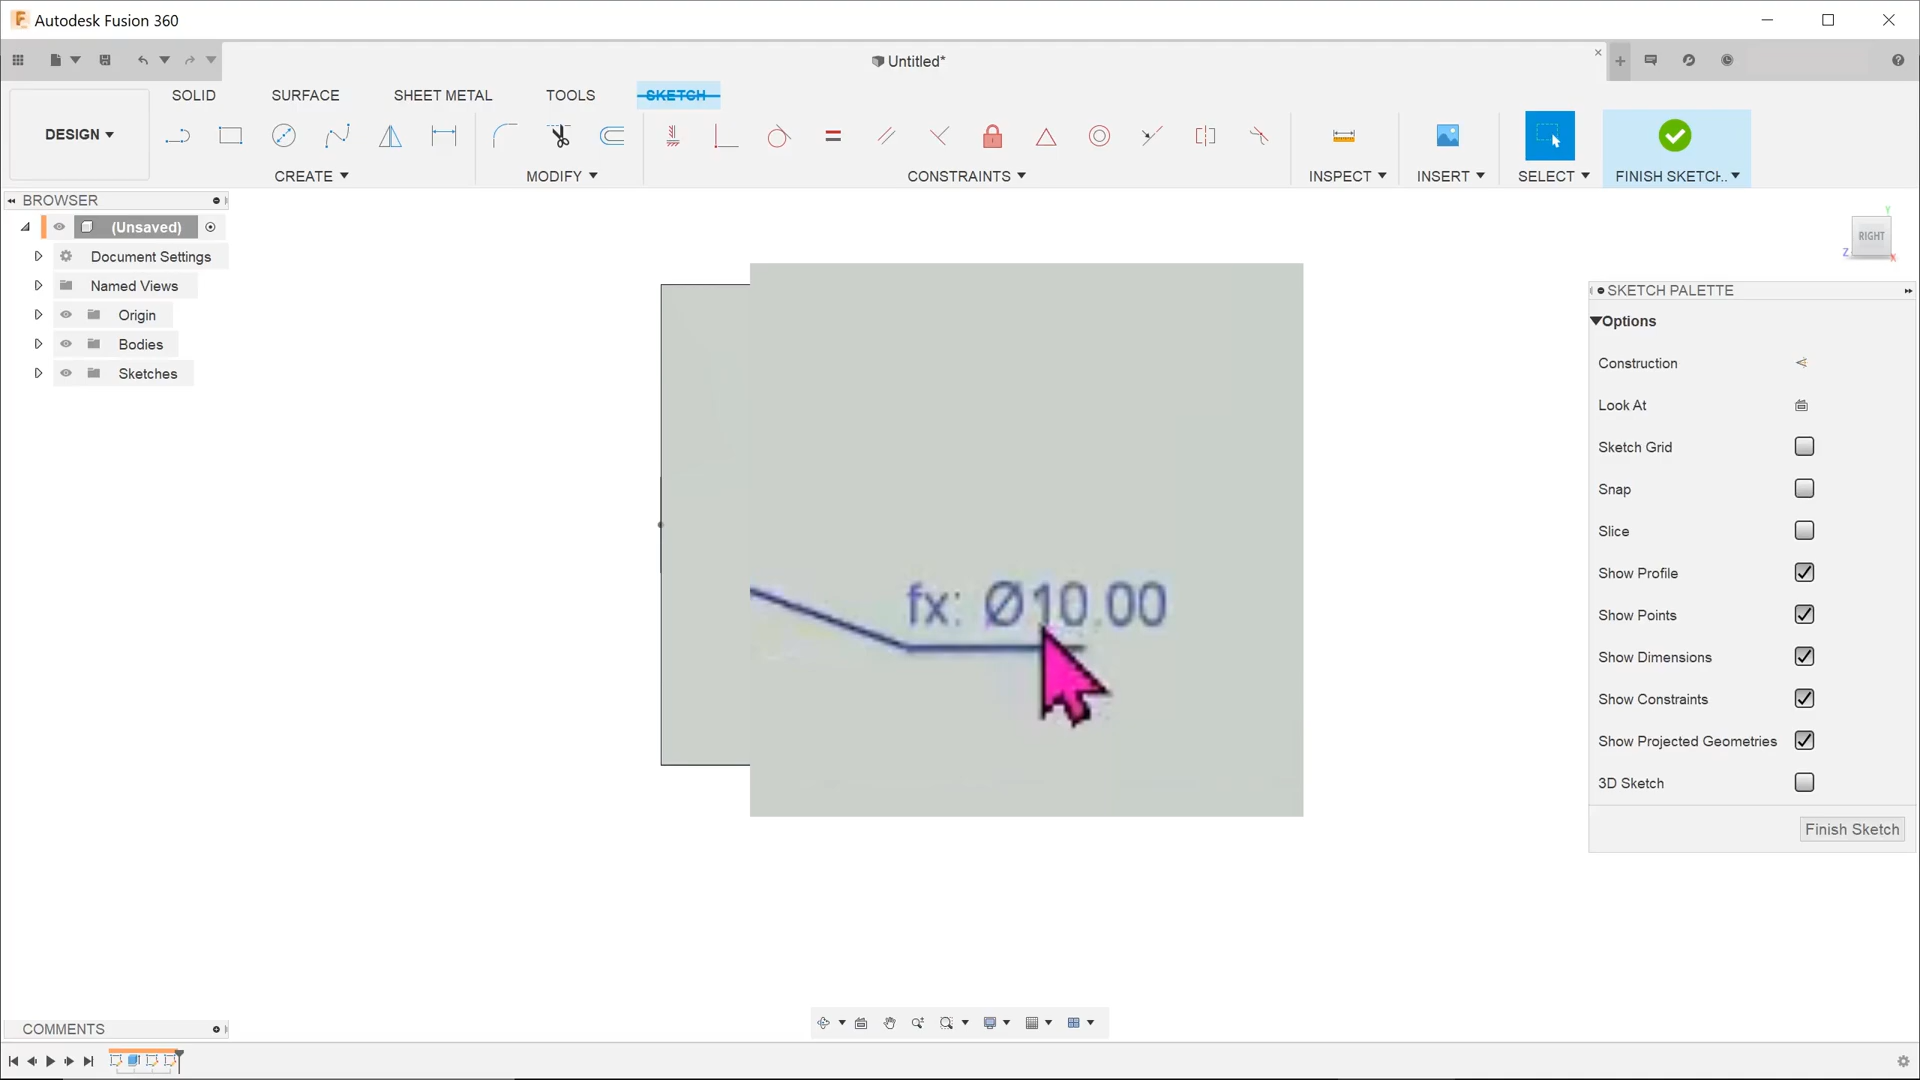 Autodesk Fusion 360
Untitled*
SOLID
SURFACE
SHEET METAL
TOOLS
SKETCH
DESIGN
CREATE
MODIFY
CONSTRAINTS
INSPECT
INSERT
SELECT
FINISH SKETCH..
BROWSER
(Unsaved)
Document Settings
Named Views
Origin
Bodies
Sketches
Y
RIGHT
Z
X
SKETCH PALETTE
Options
Construction
Look At
Sketch Grid
Snap
Slice
Show Profile
Show Points
Show Dimensions
Show Constraints
Show Projected Geometries
3D Sketch
Finish Sketch
fx: Ø10.00
COMMENTS